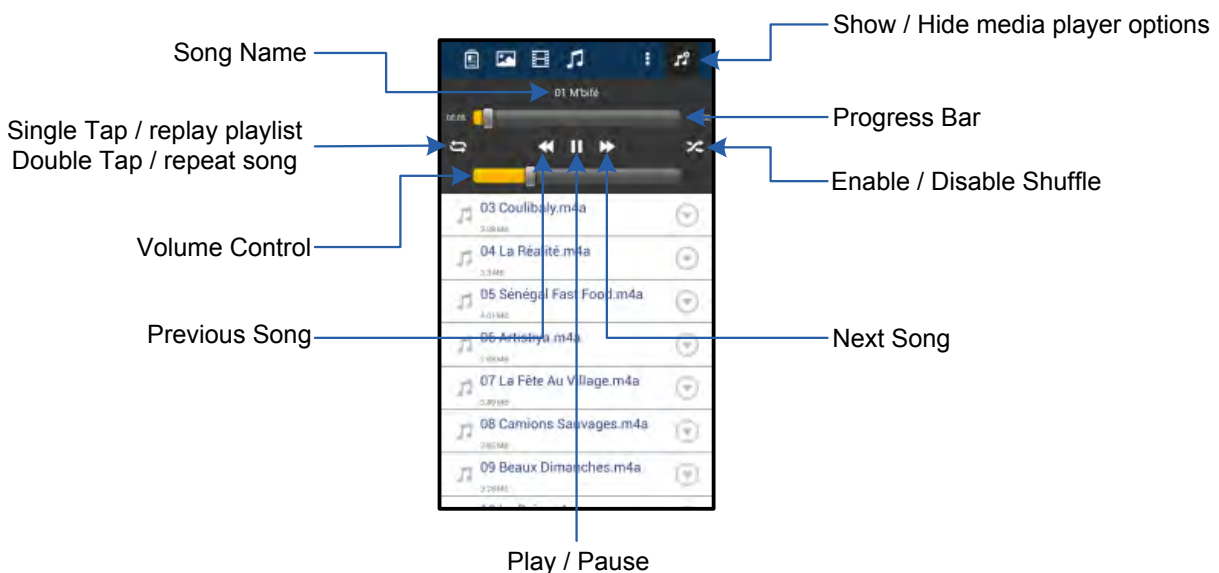 Show / Hide media player options
Song Name
01 M'bifé
Progress Bar
Single Tap / replay playlist
Double Tap / repeat song
Enable / Disable Shuffle
03 Coulibaly.m4a
Volume Control
04 La Réalité.m4a
05 Sénégal Fast Food.m4a
Previous Song
06 Artistiya.m4a
Next Song
07 La Fête Au Village.m4a
08 Camions Sauvages.m4a
09 Beaux Dimanches.m4a
Play / Pause